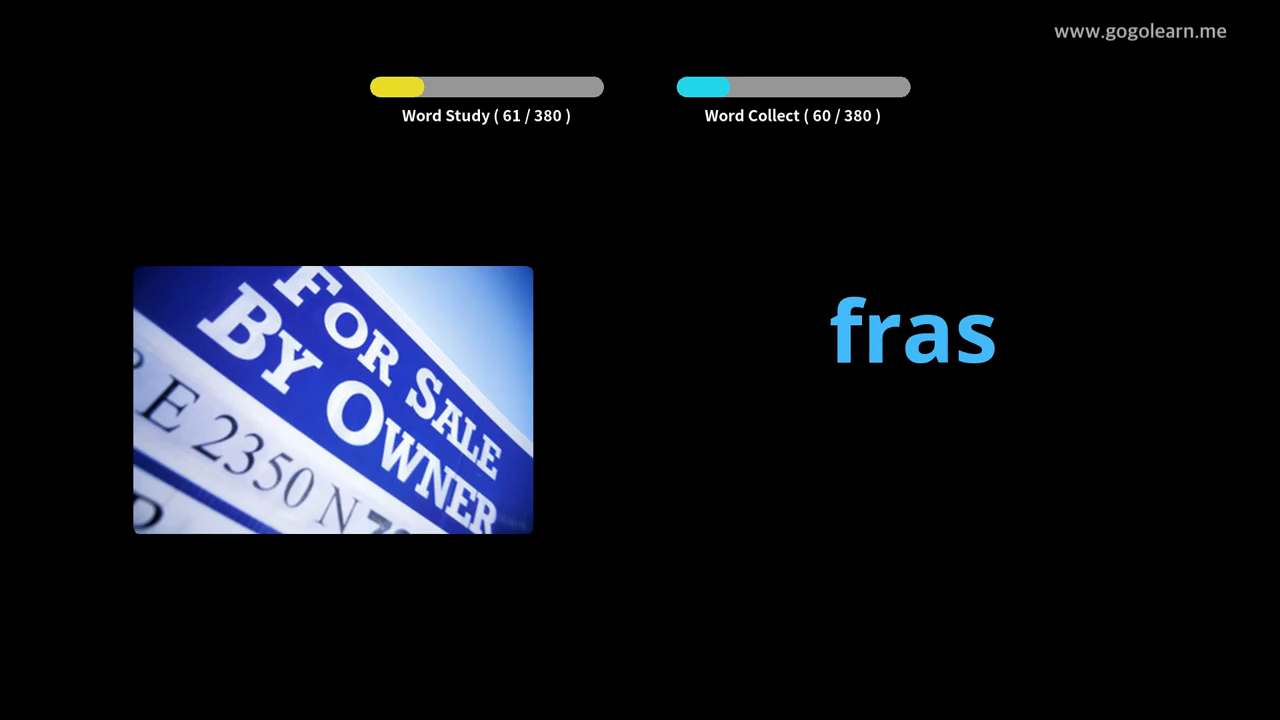 www.gogolearn.me
Word Study ( 61 / 380 )
Word Collect ( 60 / 380 )
FOR SALE
BY OWNER
E 2350 N
fras